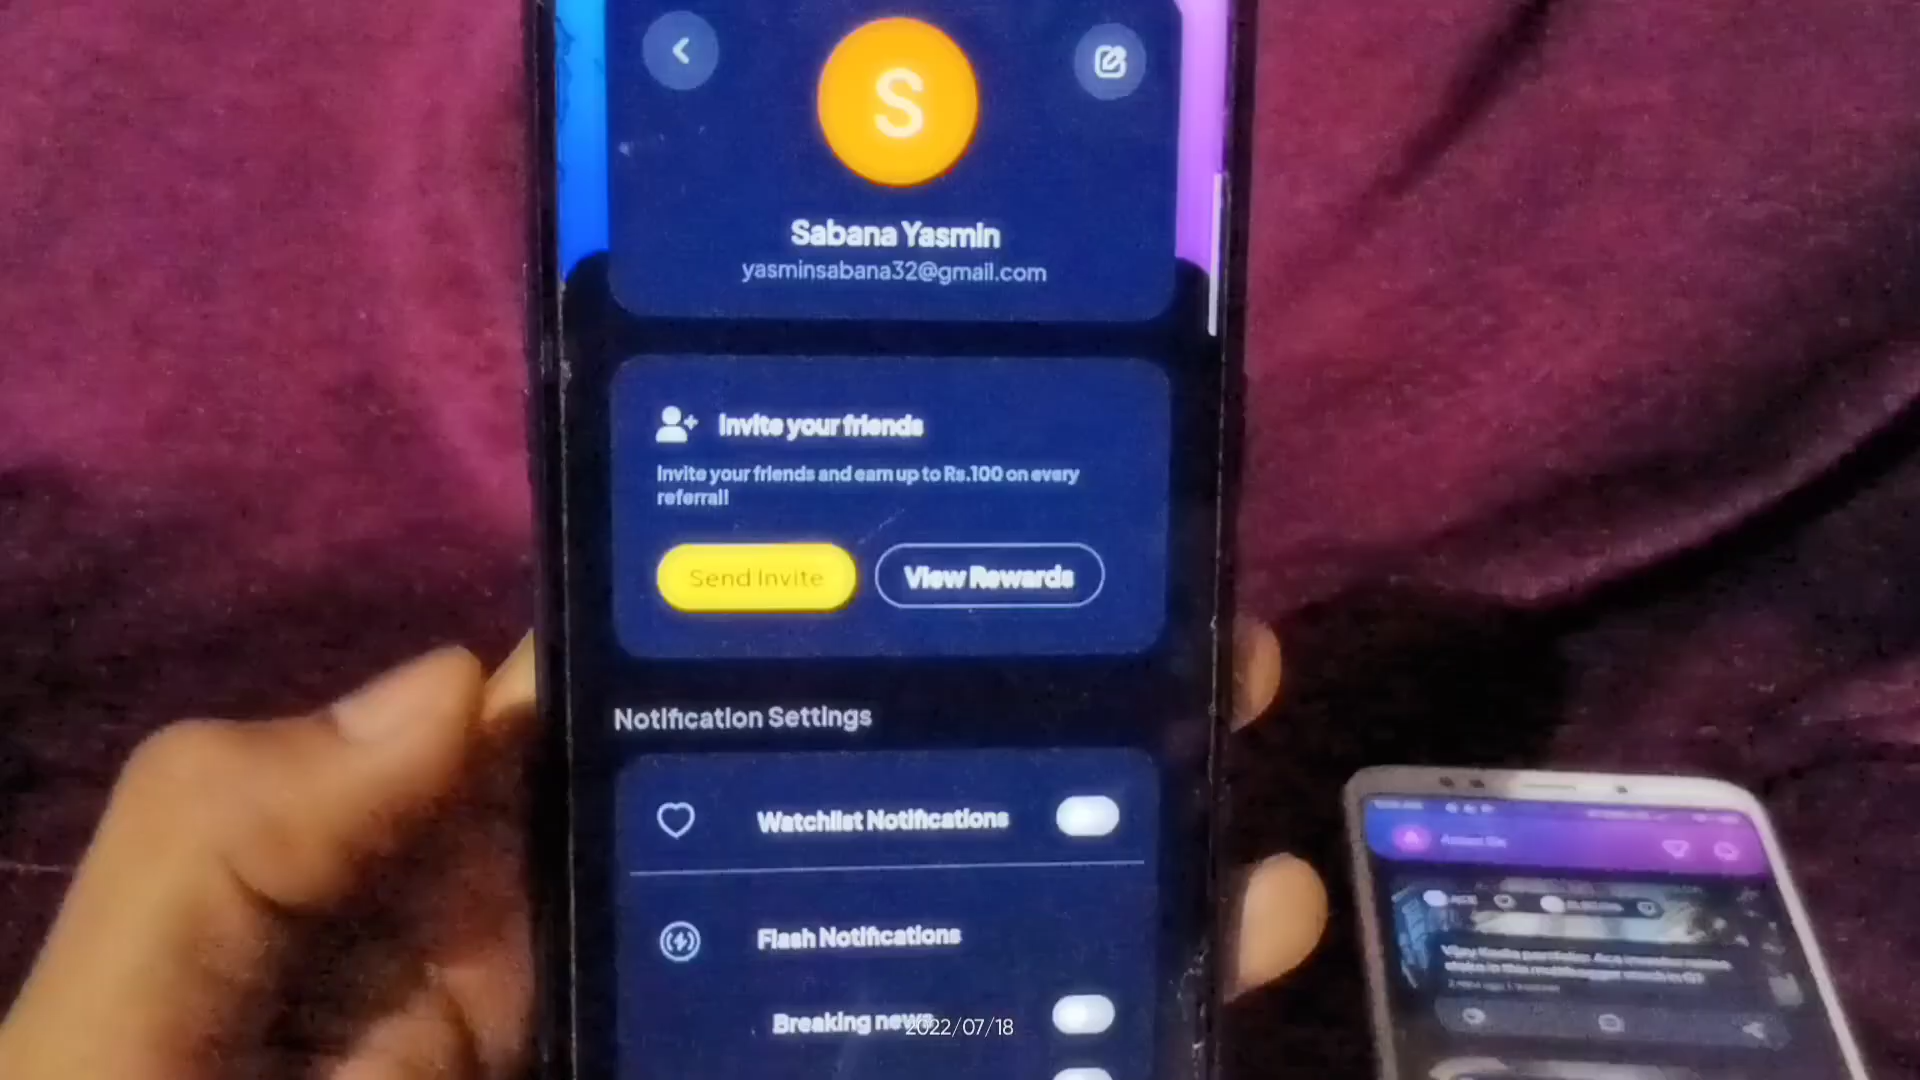 S
Sabana Yasmin
yasminsabana32@gmail.com
Invite your friends
Invite your friends and earn up to Rs.100 on every
referral!
Send Invite
View Rewards
Notification Settings
Watchlist Notifications
Flash Notifications
Breaking news
2022/07/18